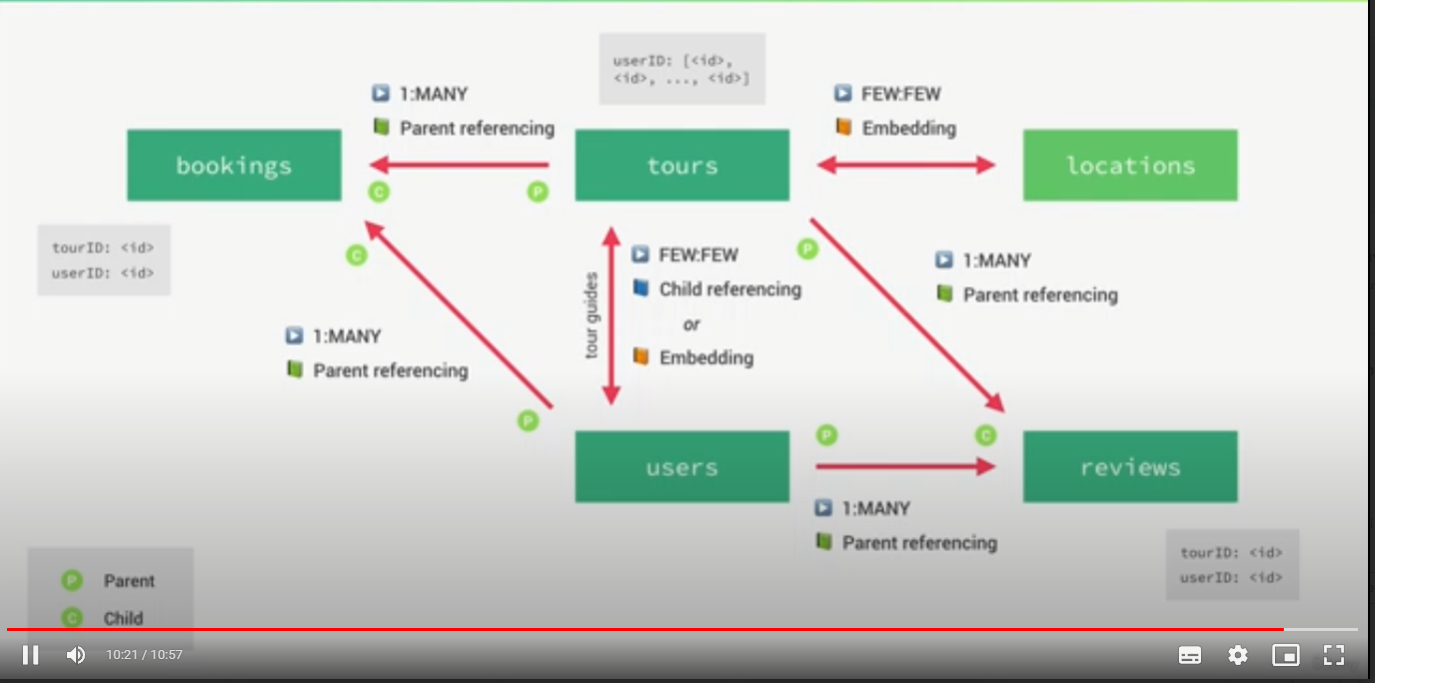 userID: [<id>,
<id>, ..., <id>]
1:MANY
Parent referencing
FEW:FEW
Embedding
bookings
tours
locations
C
P
tourID: <id>
userID: <id>
C
1:MANY
Parent referencing
P
tour guides
FEW:FEW
Child referencing
or
Embedding
P
1:MANY
Parent referencing
users
P
C
reviews
1:MANY
Parent referencing
tourID: <id>
userID: <id>
P Parent
C Child
10:21 / 10:57